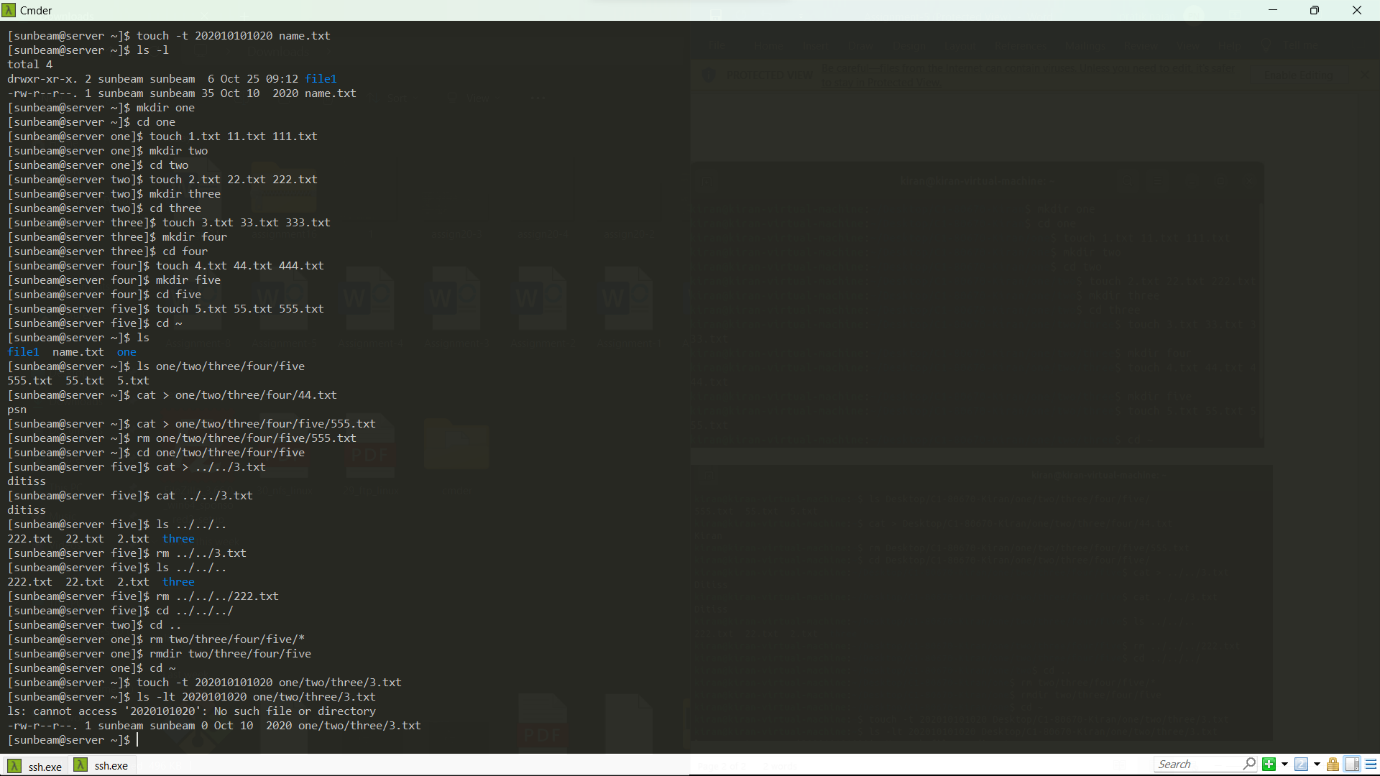 Cmder
[sunbeam@server ~]$ touch -t 202010101020 name.txt
[sunbeam@server ~]$ ls -l
total 4
drwxr-xr-x. 2 sunbeam sunbeam  6 Oct 25 09:12 file1
-rw-r--r--. 1 sunbeam sunbeam 35 Oct 10  2020 name.txt
[sunbeam@server ~]$ mkdir one
[sunbeam@server ~]$ cd one
[sunbeam@server one]$ touch 1.txt 11.txt 111.txt
[sunbeam@server one]$ mkdir two
[sunbeam@server one]$ cd two
[sunbeam@server two]$ touch 2.txt 22.txt 222.txt
[sunbeam@server two]$ mkdir three
[sunbeam@server two]$ cd three
[sunbeam@server three]$ touch 3.txt 33.txt 333.txt
[sunbeam@server three]$ mkdir four
[sunbeam@server three]$ cd four
[sunbeam@server four]$ touch 4.txt 44.txt 444.txt
[sunbeam@server four]$ mkdir five
[sunbeam@server four]$ cd five
[sunbeam@server five]$ touch 5.txt 55.txt 555.txt
[sunbeam@server five]$ cd ~
[sunbeam@server ~]$ ls
file1  name.txt  one
[sunbeam@server ~]$ ls one/two/three/four/five
555.txt  55.txt  5.txt
[sunbeam@server ~]$ cat > one/two/three/four/44.txt
psn
[sunbeam@server ~]$ cat > one/two/three/four/five/555.txt
[sunbeam@server ~]$ rm one/two/three/four/five/555.txt
[sunbeam@server ~]$ cd one/two/three/four/five
[sunbeam@server five]$ cat > ../../3.txt
ditiss
[sunbeam@server five]$ cat ../../3.txt
ditiss
[sunbeam@server five]$ ls ../../..
222.txt  22.txt  2.txt  three
[sunbeam@server five]$ rm ../../3.txt
[sunbeam@server five]$ ls ../../..
222.txt  22.txt  2.txt  three
[sunbeam@server five]$ rm ../../../222.txt
[sunbeam@server five]$ cd ../../../
[sunbeam@server two]$ cd ..
[sunbeam@server one]$ rm two/three/four/five/*
[sunbeam@server one]$ rmdir two/three/four/five
[sunbeam@server one]$ cd ~
[sunbeam@server ~]$ touch -t 202010101020 one/two/three/3.txt
[sunbeam@server ~]$ ls -lt 2020101020 one/two/three/3.txt
ls: cannot access '2020101020': No such file or directory
-rw-r--r--. 1 sunbeam sunbeam 0 Oct 10  2020 one/two/three/3.txt
[sunbeam@server ~]$
ssh.exe
ssh.exe
Search